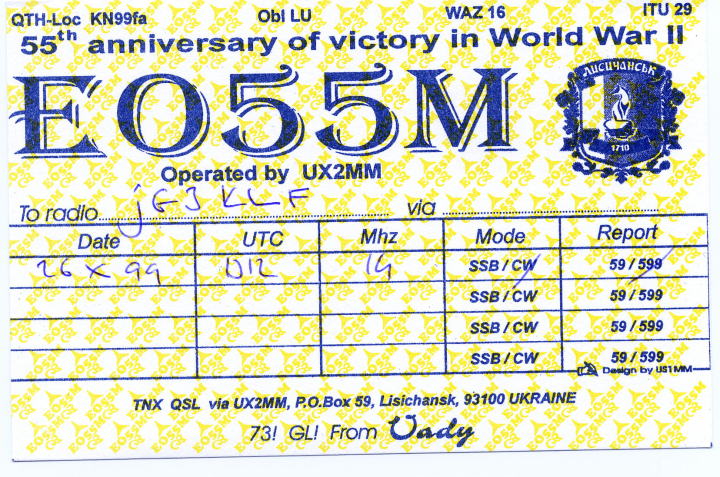 QTH-Loc KN99fa Obl LU WAZ 16 ITU 29
55th anniversary of victory in World War II
EO55M
ЛИСИЧАНСЬК
1710
Operated by UX2MM
To radio JG3KLF via
Date UTC Mhz Mode Report
26 X 99 1212 14 SSB / CW 59 / 599
SSB / CW 59 / 599
SSB / CW 59 / 599
SSB / CW 59 / 599
Design by US1MM
TNX QSL via UX2MM, P.O.Box 59, Lisichansk, 93100 UKRAINE
73! GL! From Vady